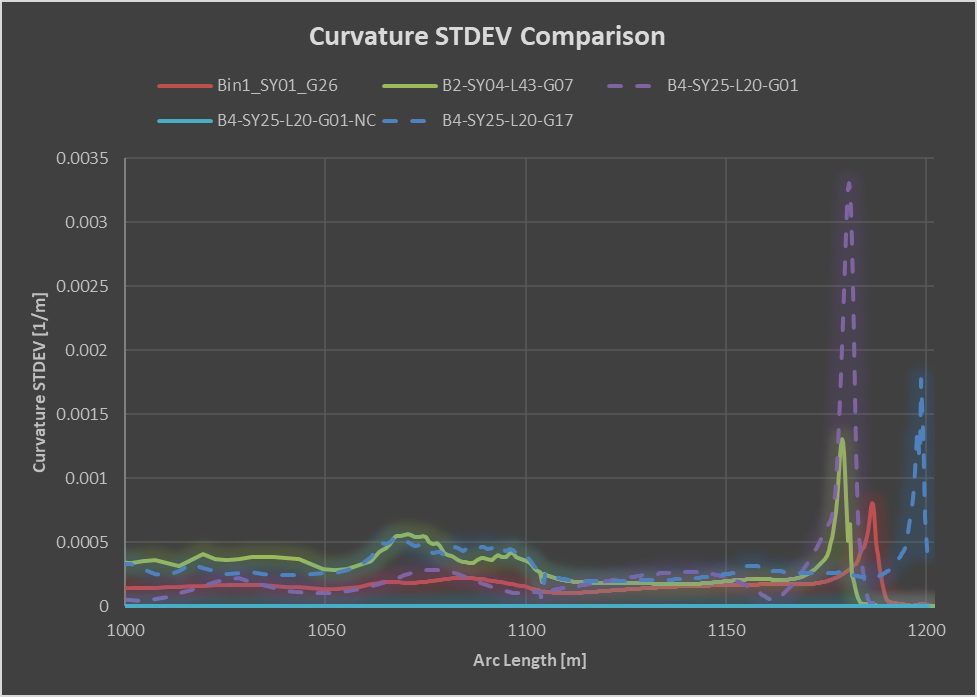 Curvature STDEV Comparison
Bin1_SY01_G26 B2-SY04-L43-G07 B4-SY25-L20-G01
B4-SY25-L20-G01-NC B4-SY25-L20-G17
0.0035
0.003
0.0025
0.002
0.0015
0.001
0.0005
0
Curvature STDEV [1/m]
1000 1050 1100 1150 1200
Arc Length [m]